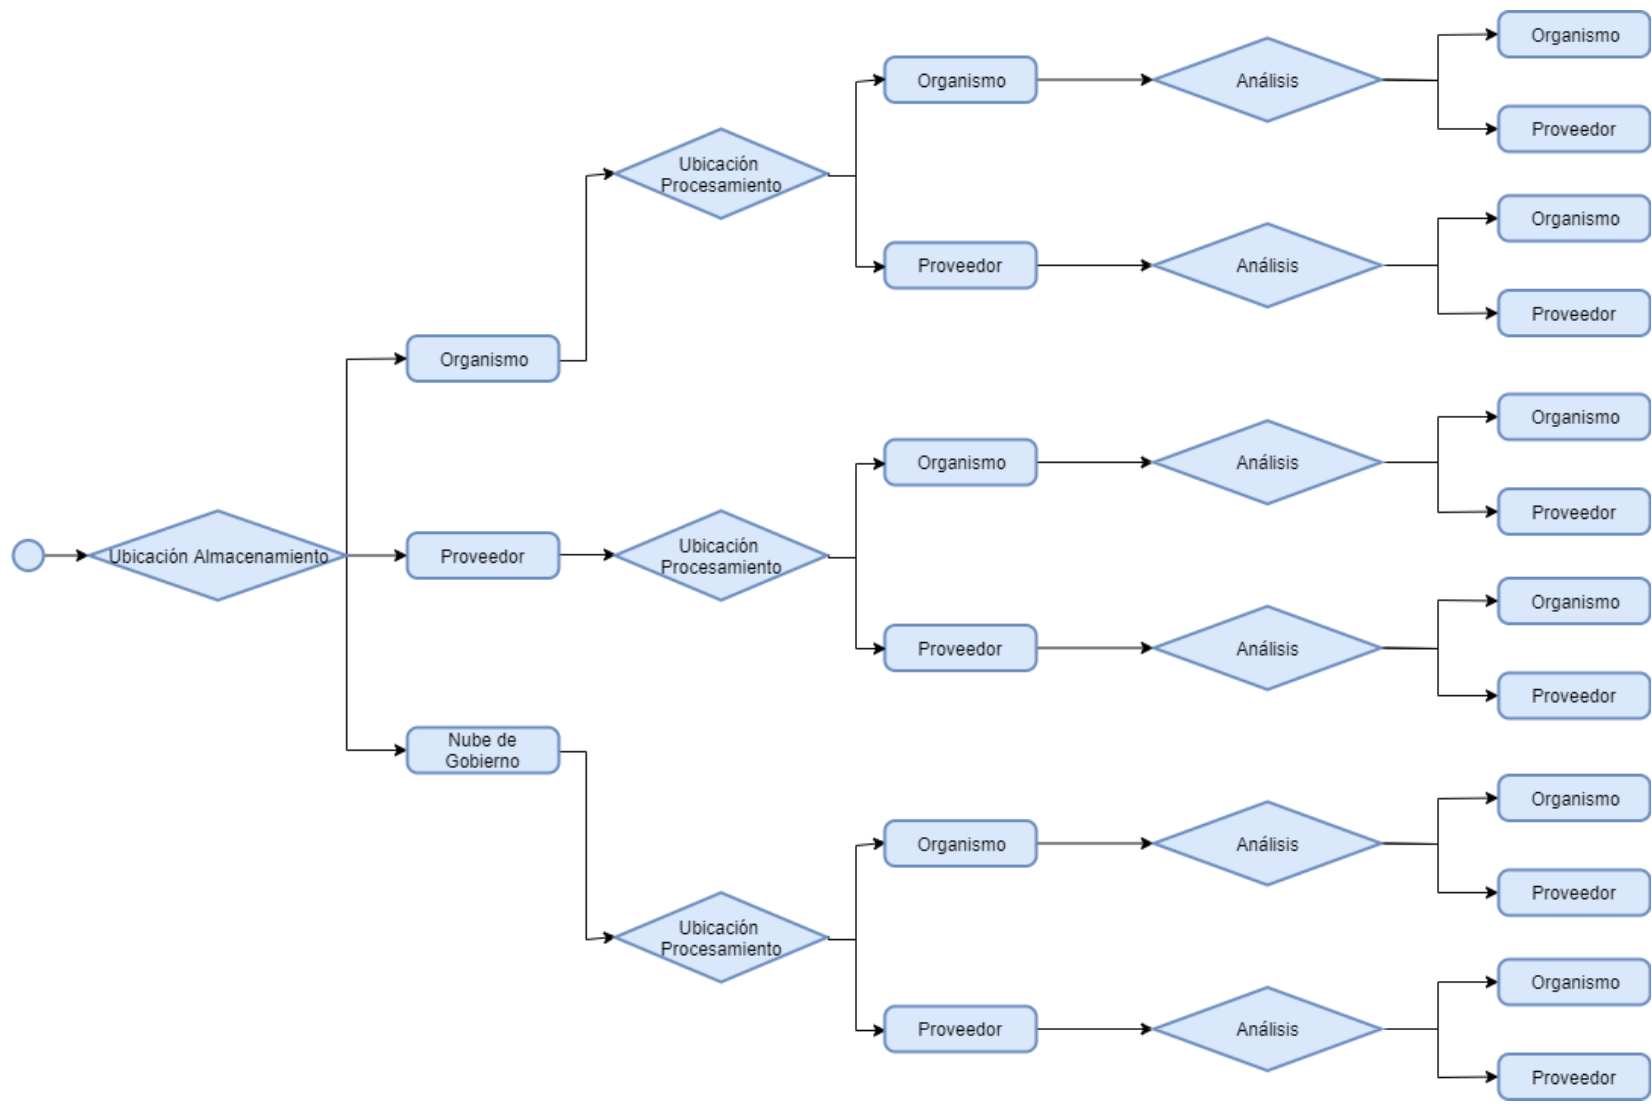 Ubicación Almacenamiento
Organismo
Ubicación
Procesamiento
Organismo
Análisis
Organismo
Proveedor
Proveedor
Análisis
Organismo
Proveedor
Proveedor
Ubicación
Procesamiento
Organismo
Análisis
Organismo
Proveedor
Proveedor
Análisis
Organismo
Proveedor
Nube de
Gobierno
Ubicación
Procesamiento
Organismo
Análisis
Organismo
Proveedor
Proveedor
Análisis
Organismo
Proveedor